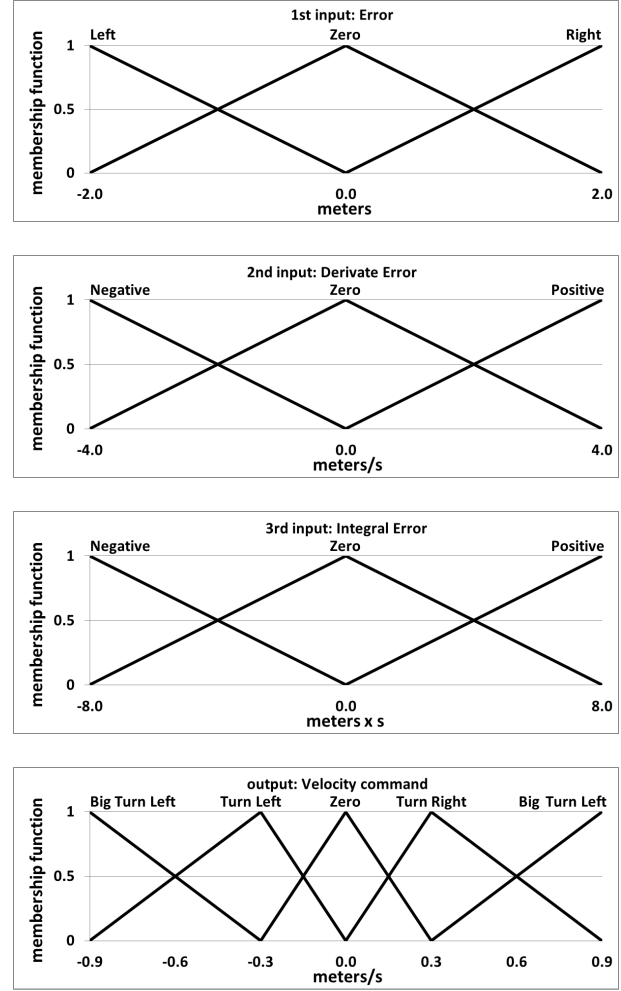 1st input: Error
Left Zero Right
membership function
1
0.5
0
-2.0 0.0 2.0
meters
2nd input: Derivate Error
Negative Zero Positive
membership function
1
0.5
0
-4.0 0.0 4.0
meters/s
3rd input: Integral Error
Negative Zero Positive
membership function
1
0.5
0
-8.0 0.0 8.0
meters x s
output: Velocity command
Big Turn Left Turn Left Zero Turn Right Big Turn Left
membership function
1
0.5
0
-0.9 -0.6 -0.3 0.0 0.3 0.6 0.9
meters/s